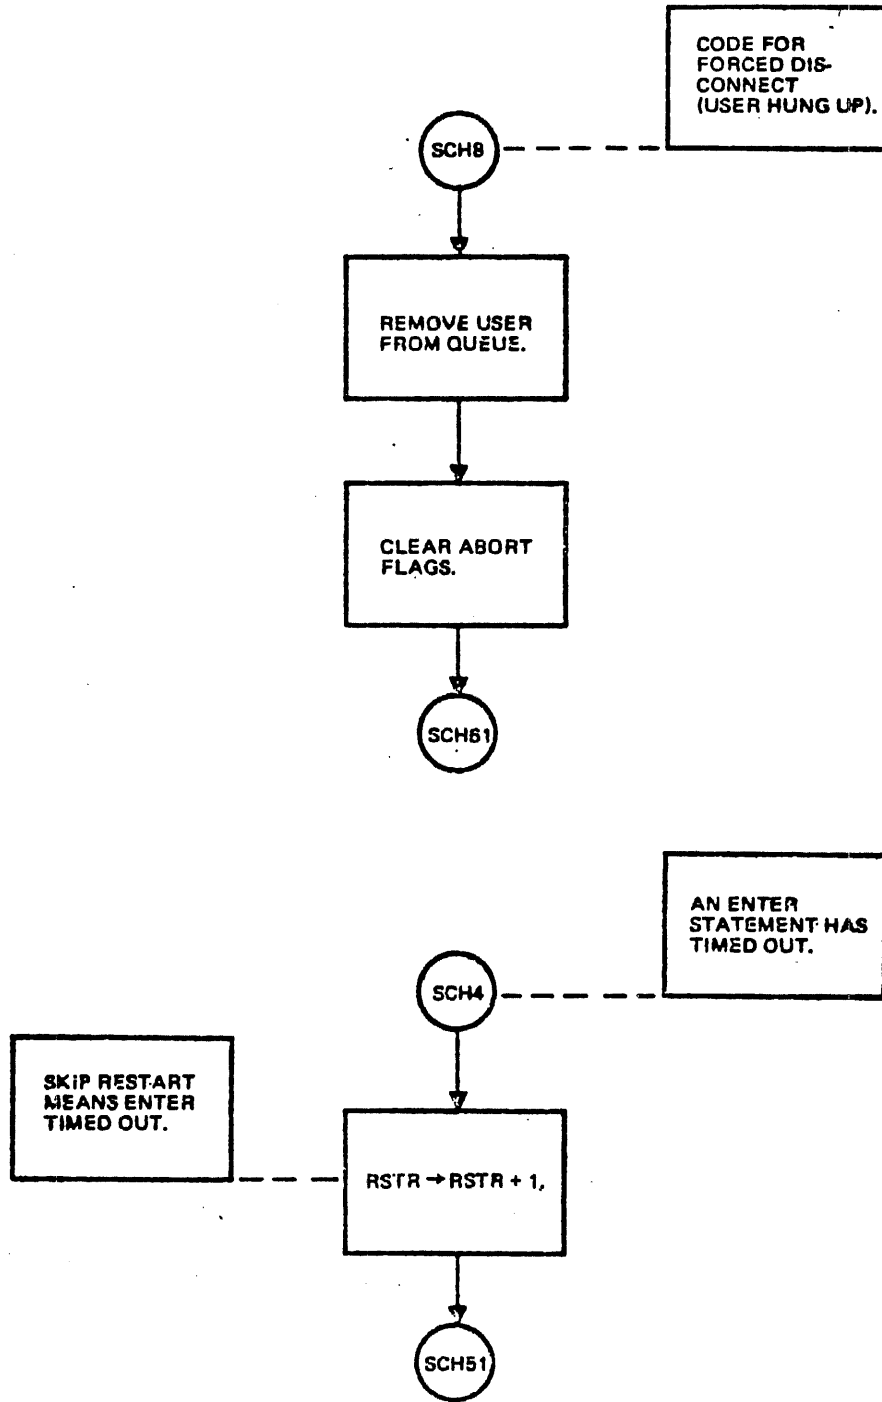 CODE FOR
FORCED DIS-
CONNECT
(USER HUNG UP).
SCH8
REMOVE USER
FROM QUEUE.
CLEAR ABORT
FLAGS.
SCH61
AN ENTER
STATEMENT HAS
TIMED OUT.
SCH4
SKIP RESTART
MEANS ENTER
TIMED OUT.
RSTR → RSTR + 1.
SCH51